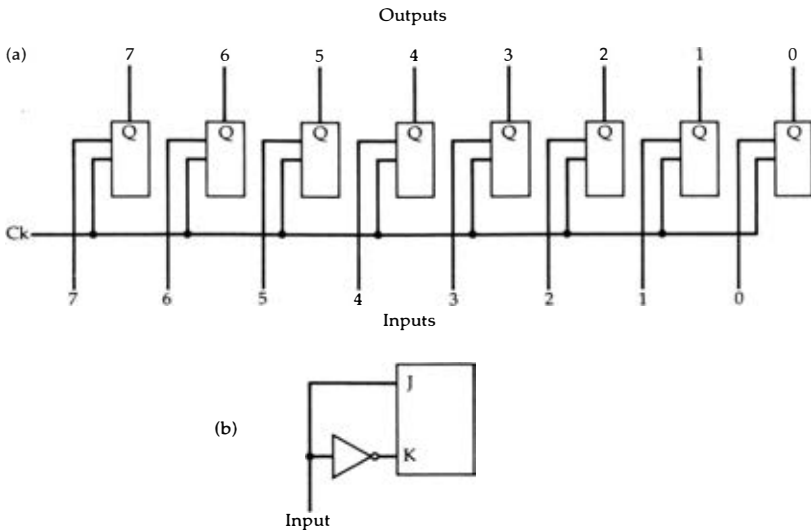 Outputs
(a) 7 6 5 4 3 2 1 0
Q Q Q Q Q Q Q Q
Ck
7 6 5 4 3 2 1 0
Inputs
J
(b)
K
Input